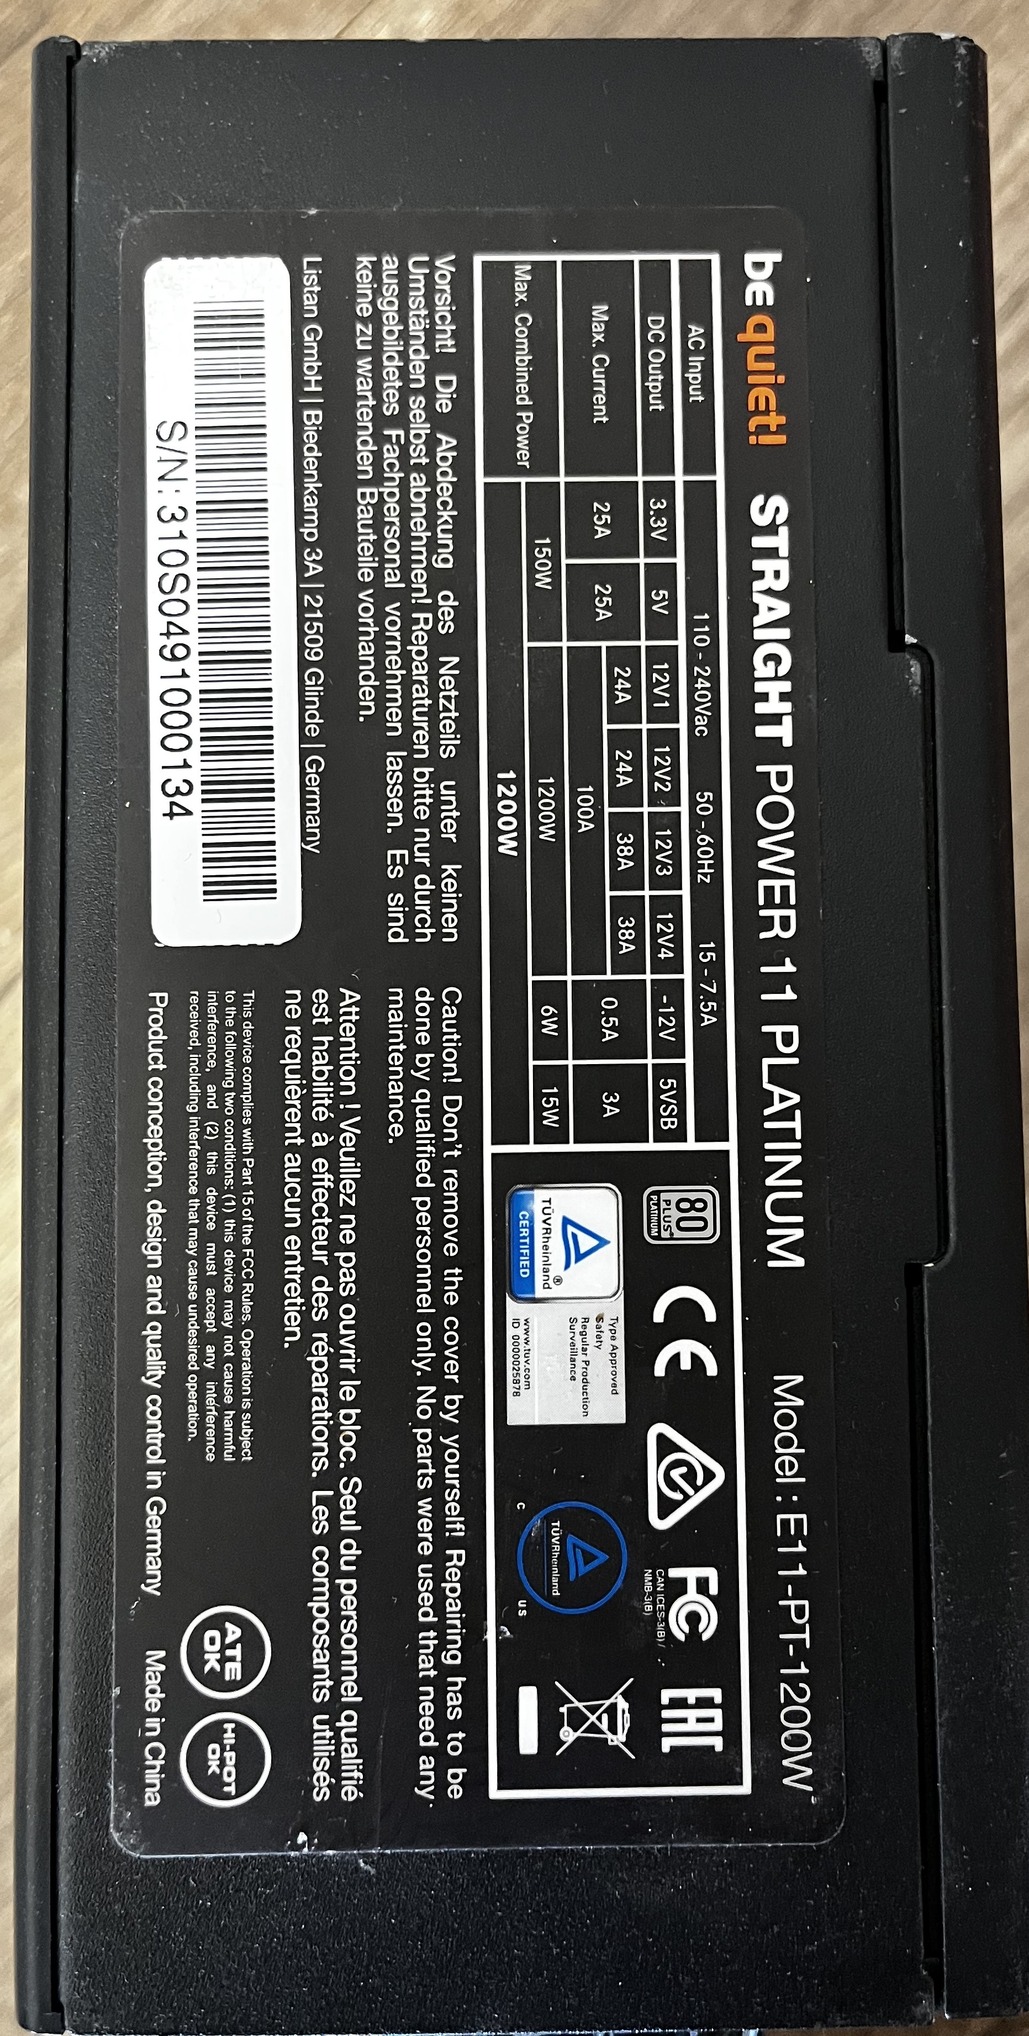 be quiet! STRAIGHT POWER 11 PLATINUM Model : E11-PT-1200W
AC Input 110 - 240Vac 50 - 60Hz 15 - 7.5A
DC Output 3.3V 5V 12V1 12V2 12V3 12V4 -12V 5VSB
Max. Current 25A 25A 24A 24A 38A 38A 0.5A 3A
100A
Max. Combined Power 150W 1200W 6W 15W
1200W
80
PLUS
PLATINUM
CE
FC
CAN ICES-3(B)/
NMB-3(B)
EAC
TÜVRheinland®
CERTIFIED
Type Approved
Safety
Regular Production
Surveillance
www.tuv.com
ID 0000025878
TÜVRheinland
C US
Vorsicht! Die Abdeckung des Netzteils unter keinen
Umständen selbst abnehmen! Reparaturen bitte nur durch
ausgebildetes Fachpersonal vornehmen lassen. Es sind
keine zu wartenden Bauteile vorhanden.
Caution! Don't remove the cover by yourself! Repairing has to be
done by qualified personnel only. No parts were used that need any
maintenance.
Attention ! Veuillez ne pas ouvrir le bloc. Seul du personnel qualifié
est habilité à effecteur des réparations. Les composants utilisés
ne requièrent aucun entretien.
Listan GmbH | Biedenkamp 3A | 21509 Glinde | Germany
S/N: 310S04910000134
This device complies with Part 15 of the FCC Rules. Operation is subject
to the following two conditions: (1) this device may not cause harmful
interference, and (2) this device must accept any interference
received, including interference that may cause undesired operation.
Product conception, design and quality control in Germany Made in China
ATE
OK
HI-POT
OK